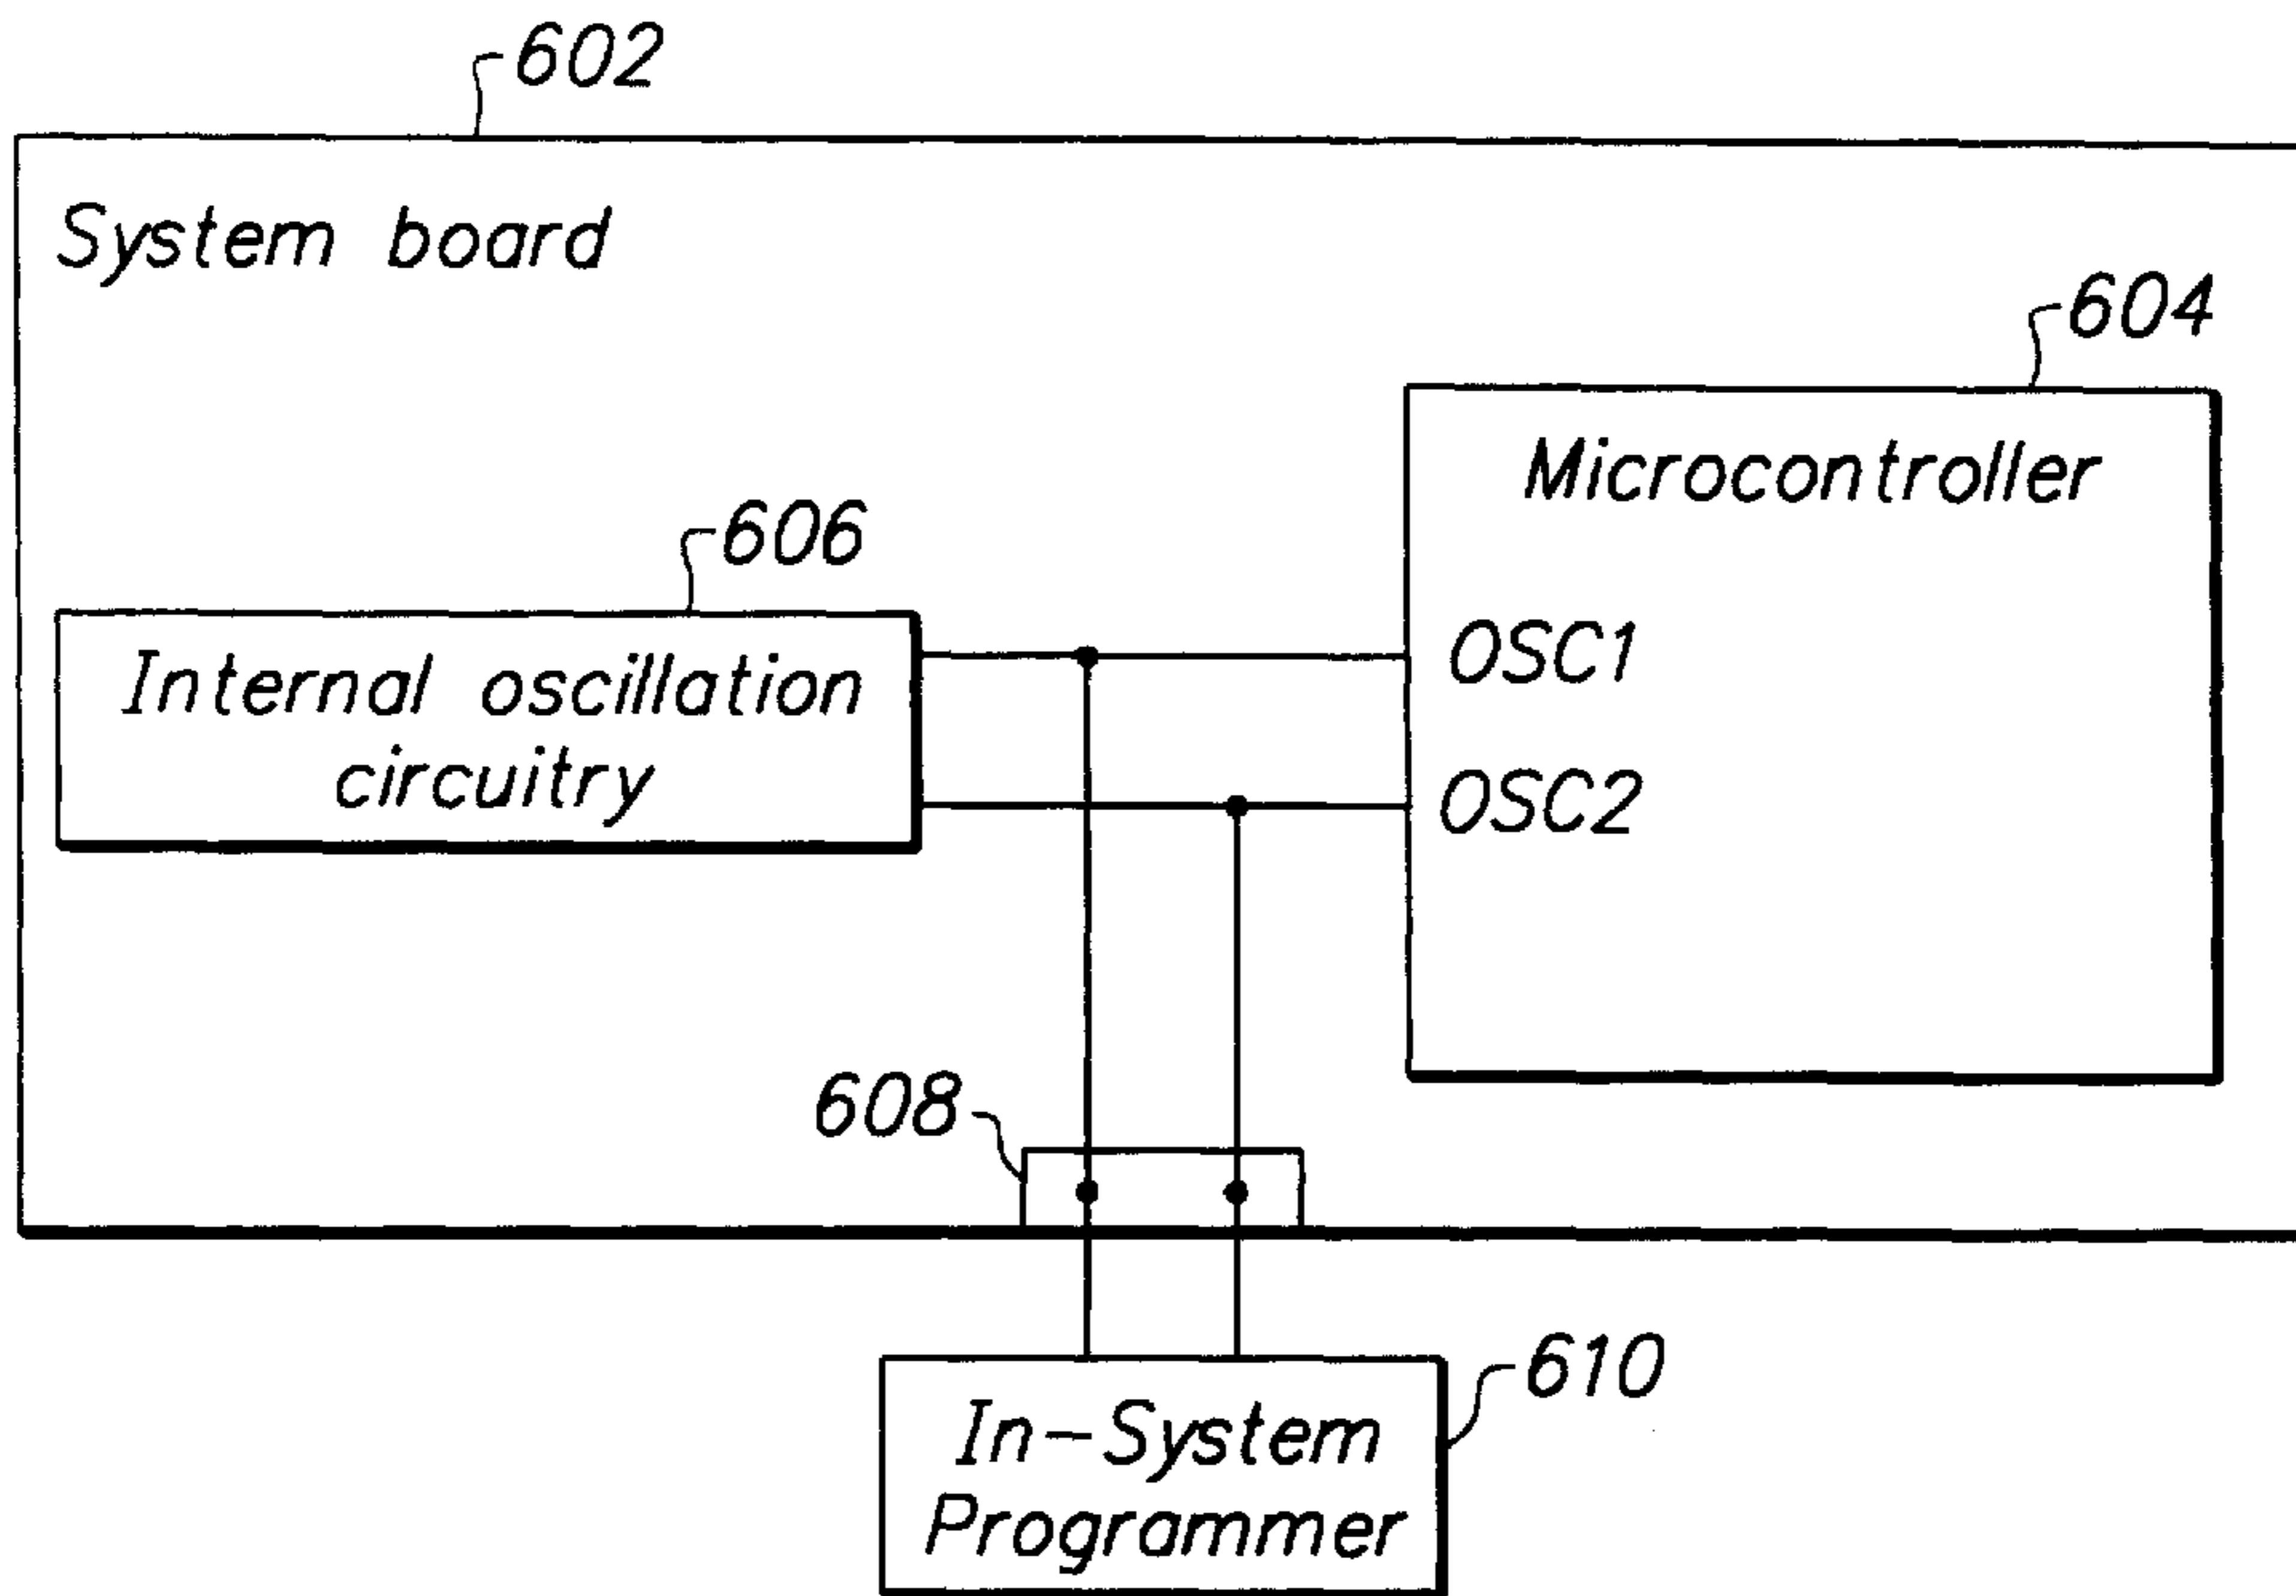 602
System board
604
Microcontroller
606
Internal oscillation
circuitry
OSC1
OSC2
608
610
In-System
Programmer